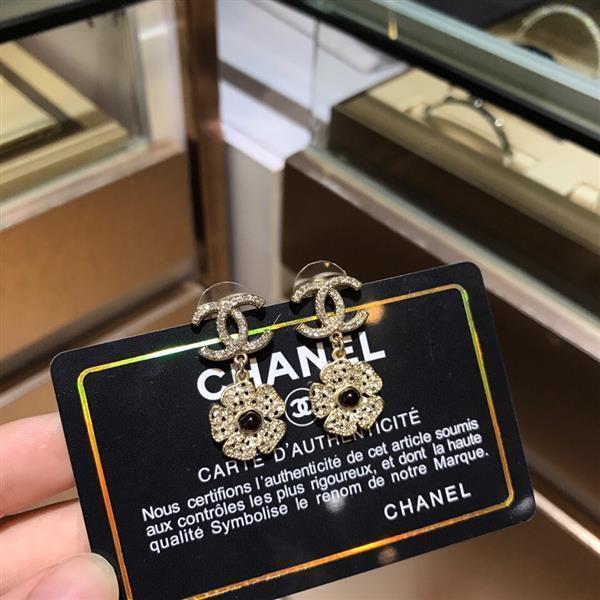 CHANEL
CARTE D'AUTHENTICITÉ
Nous certifions l'authenticité de cet article soumis
aux contrôles les plus rigoureux, et dont la haute
qualité Symbolise le renom de notre Marque.
CHANEL